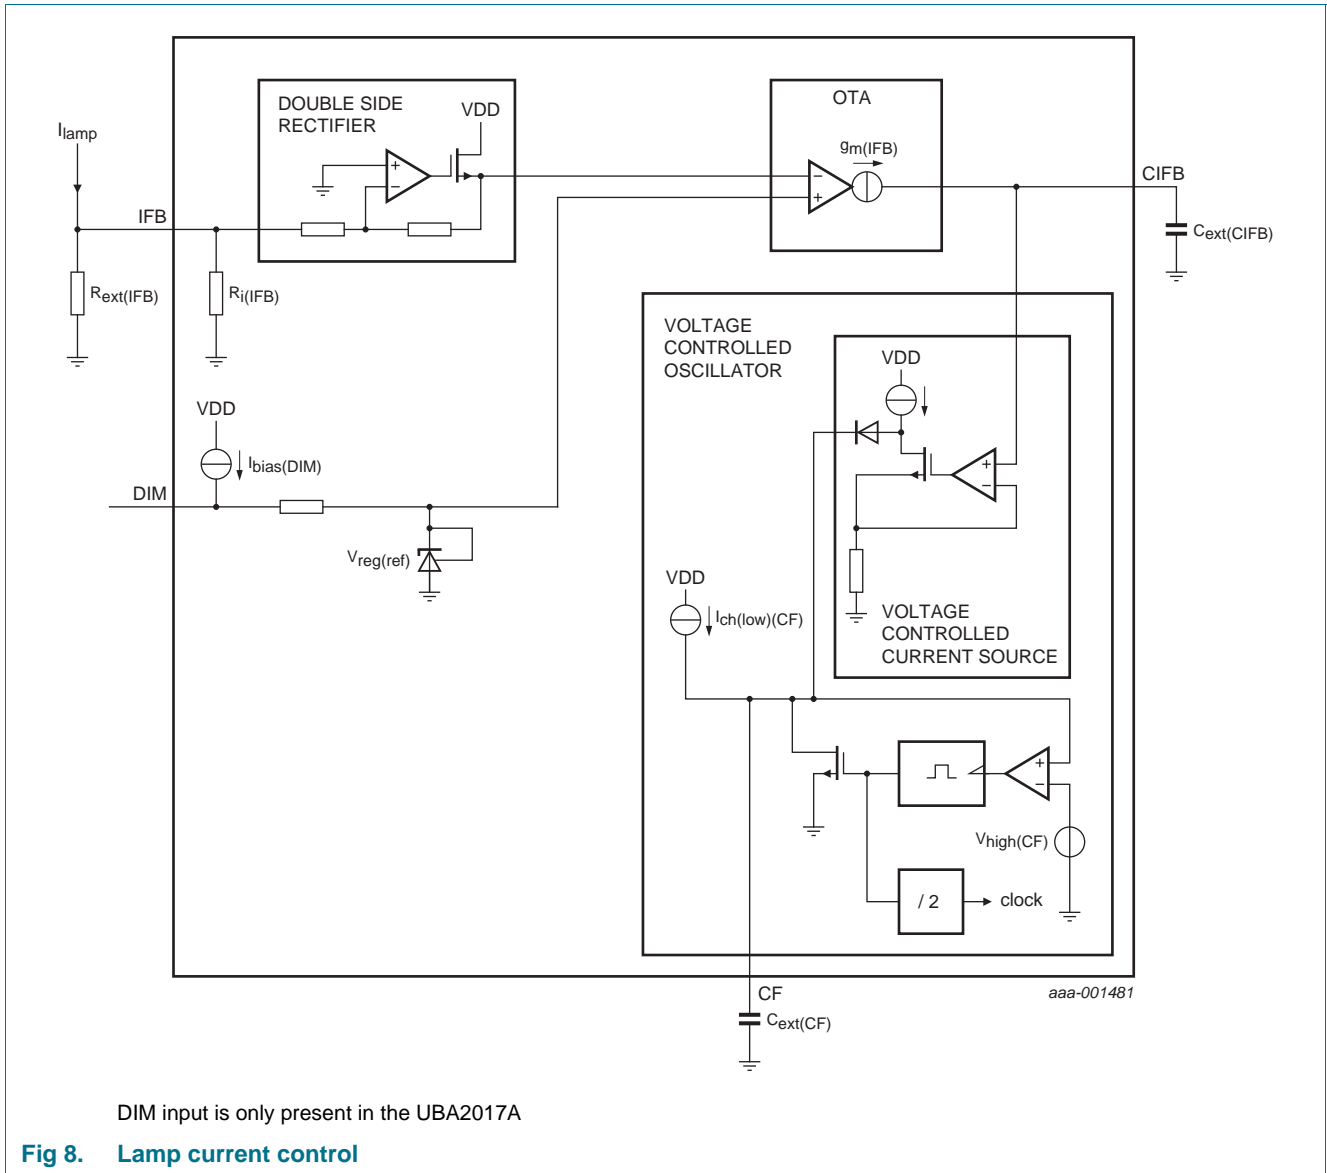 DOUBLE SIDE
RECTIFIER
VDD
+
−
OTA
gm(IFB)
−
+
Ilamp
IFB
CIFB
Cext(CIFB)
Rext(IFB)
Ri(IFB)
VOLTAGE
CONTROLLED
OSCILLATOR
VDD
+
−
VDD
Ibias(DIM)
DIM
Vreg(ref)
VDD
Ich(low)(CF)
VOLTAGE
CONTROLLED
CURRENT SOURCE
+
−
Vhigh(CF)
/ 2
clock
CF
Cext(CF)
aaa-001481
DIM input is only present in the UBA2017A
Fig 8. Lamp current control